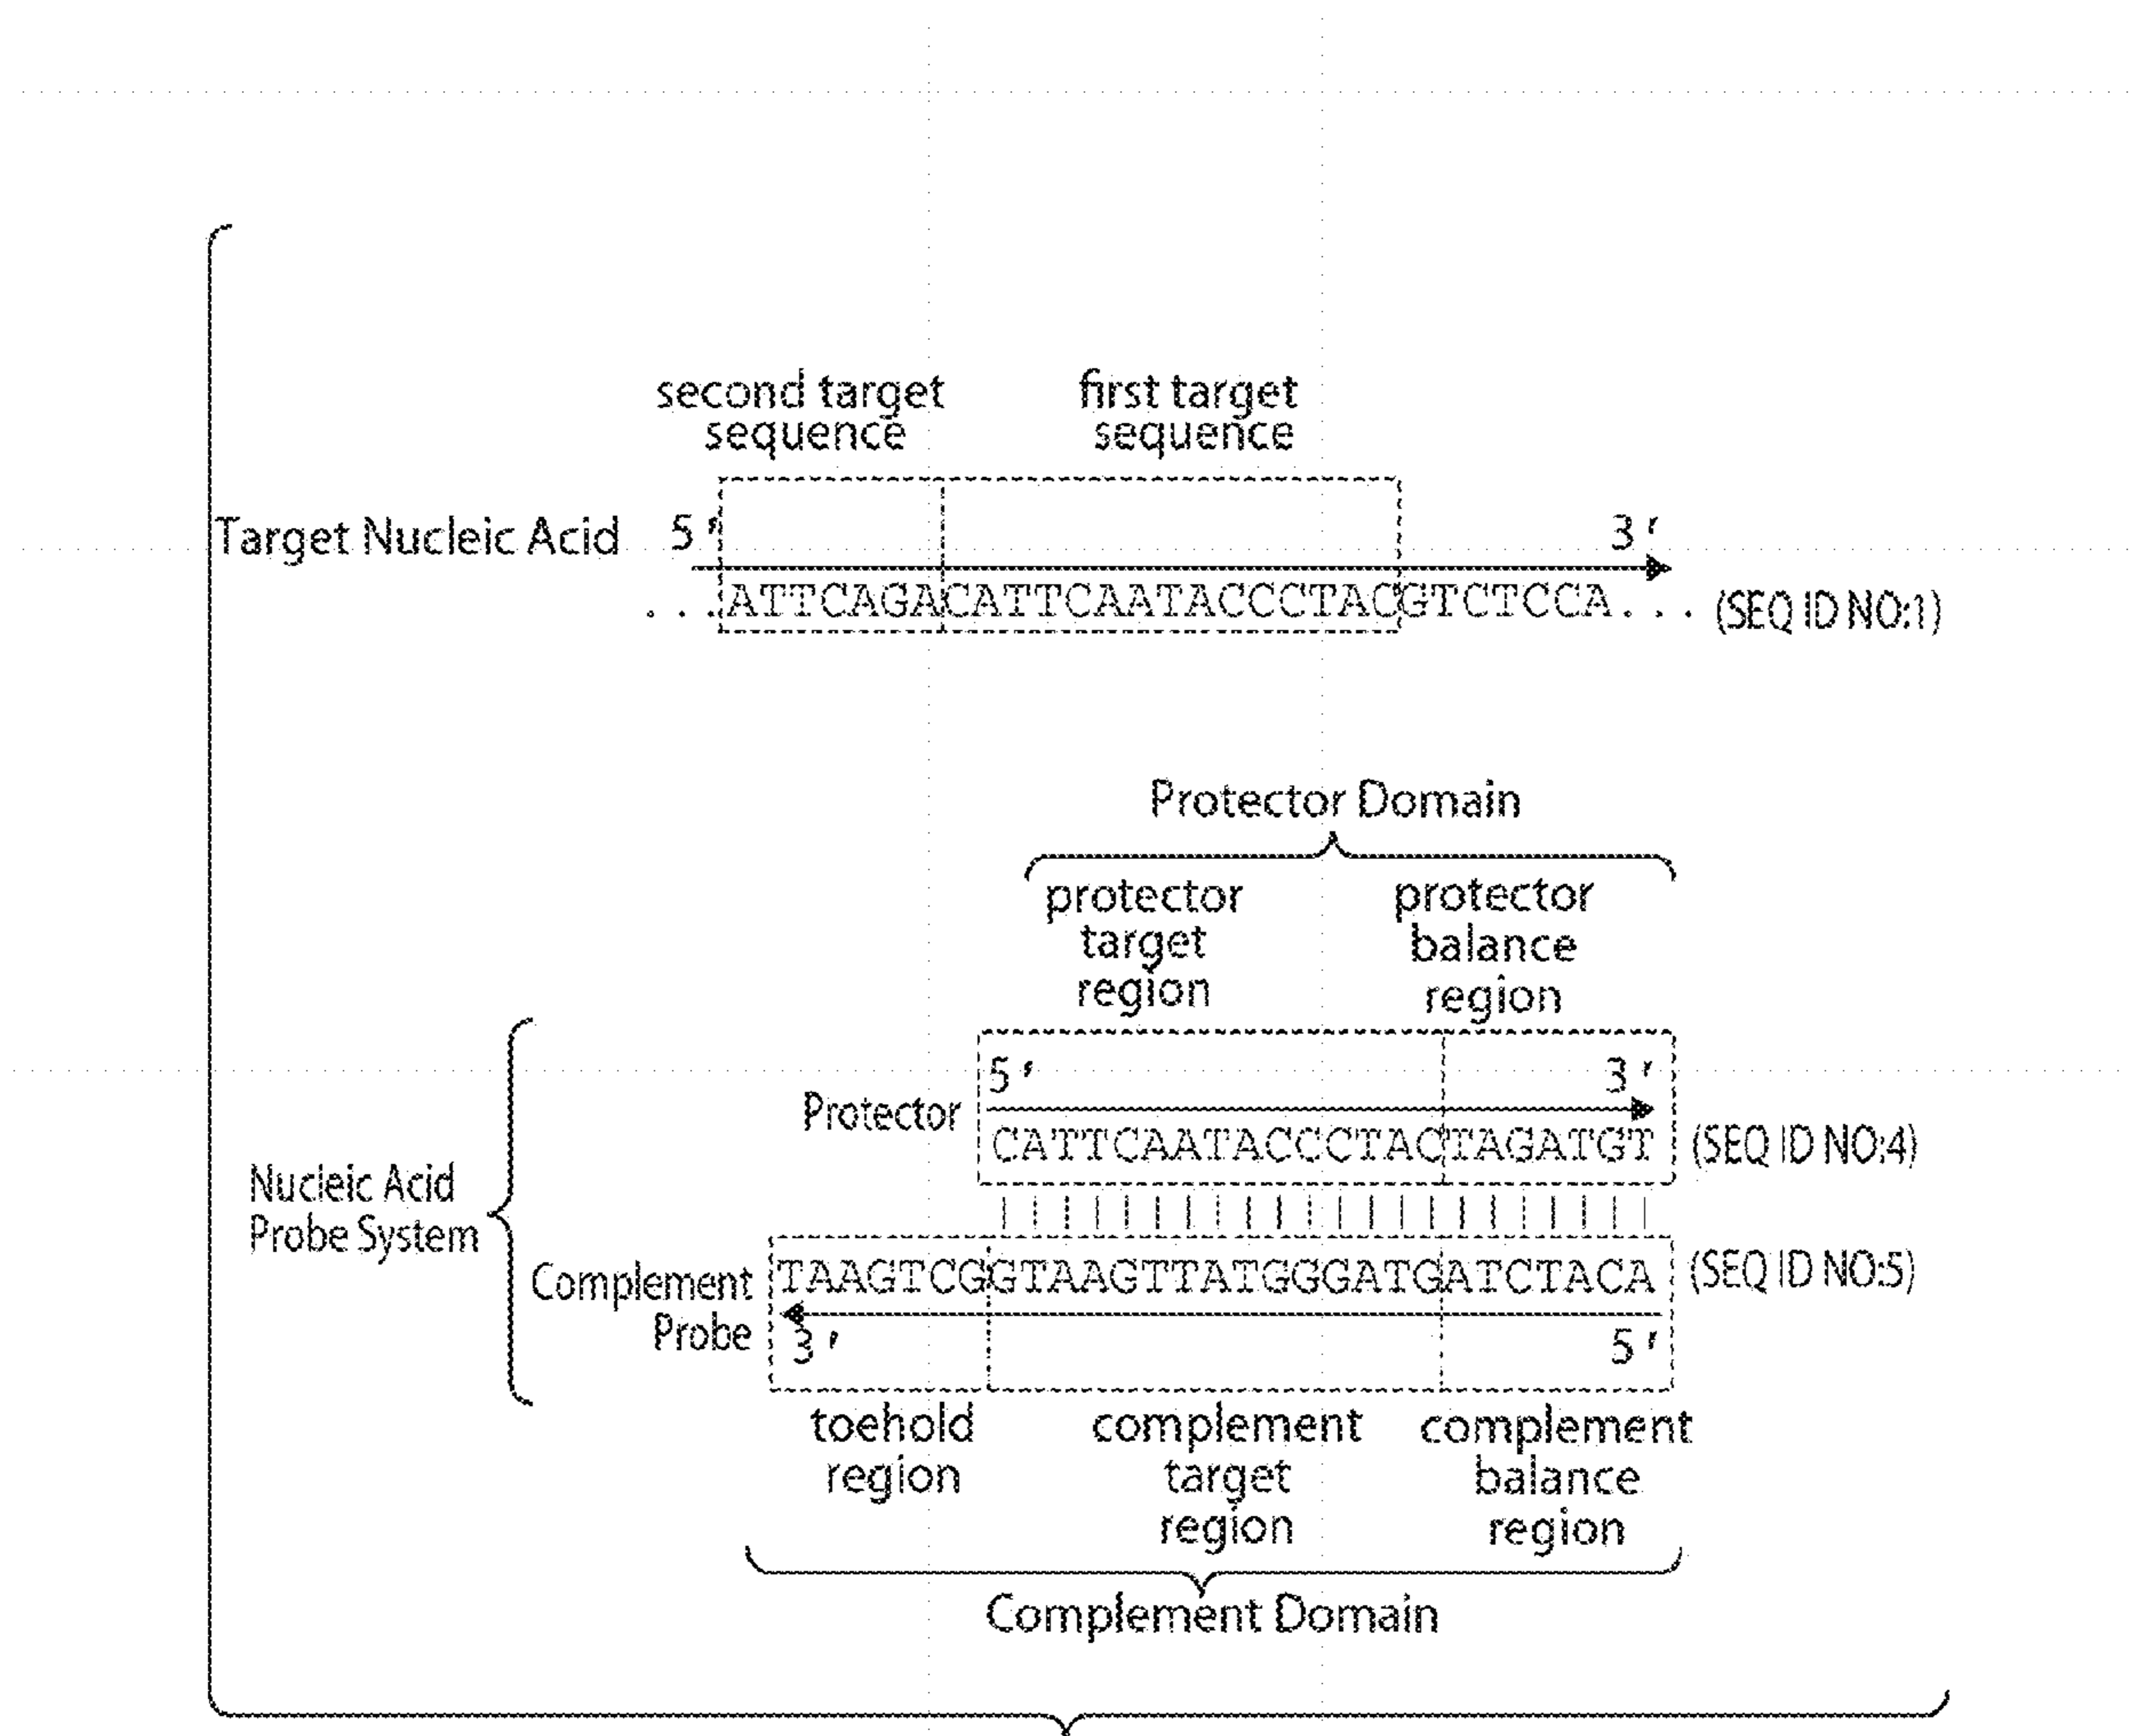 second target first target
sequence sequence
Target Nucleic Acid 5' 3'
...ATTCAGACATTCAATACCCTACGTCTCCA... (SEQ ID NO:1)
Protector Domain
protector protector
target balance
region region
5' 3'
Protector
CATTCAATACCCTACTAGATGT (SEQ ID NO:4)
Nucleic Acid
Probe System
TAAGTCGGTAAGTTATGGGATGATCTACA (SEQ ID NO:5)
Complement
Probe
3' 5'
toehold complement complement
region target balance
region region
Complement Domain